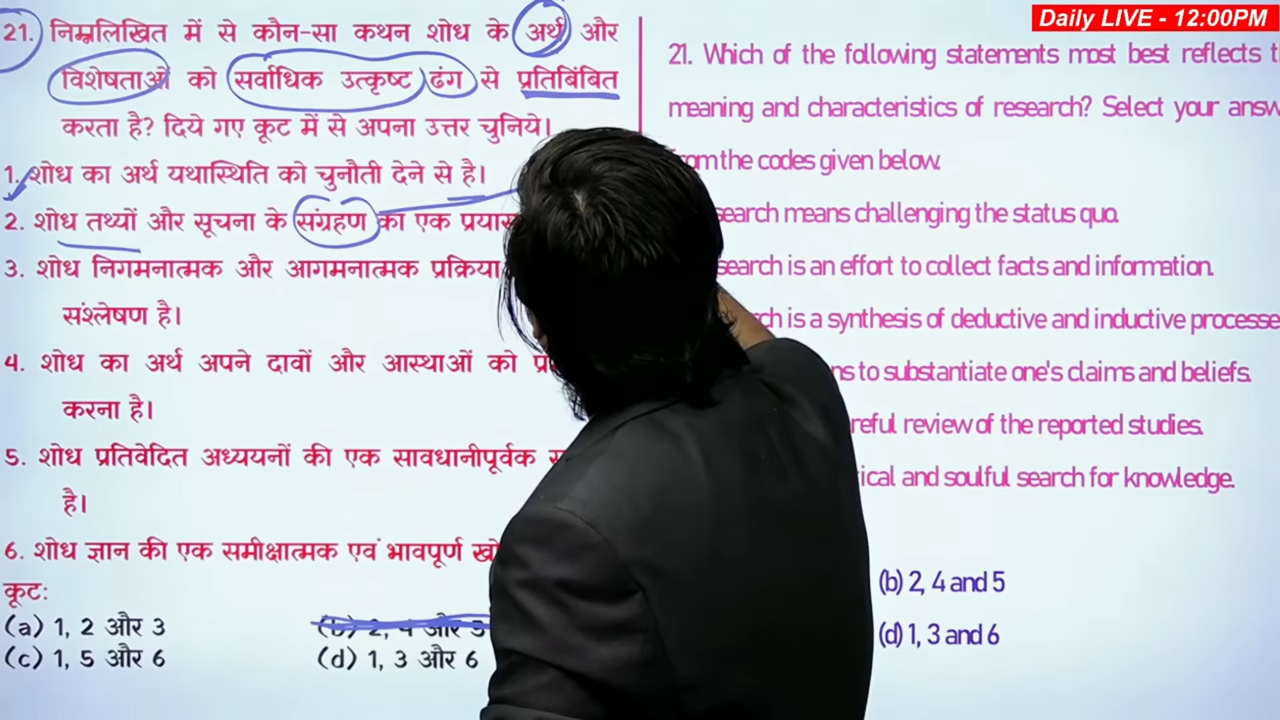 Daily LIVE - 12:00PM
21. निम्नलिखित में से कौन-सा कथन शोध के अर्थ और
विशेषताओं को सर्वाधिक उत्कृष्ट ढंग से प्रतिबिंबित
करता है? दिये गए कूट में से अपना उत्तर चुनिये।
1. शोध का अर्थ यथास्थिति को चुनौती देने से है।
2. शोध तथ्यों और सूचना के संग्रहण का एक प्रयास
3. शोध निगमनात्मक और आगमनात्मक प्रक्रिया
संश्लेषण है।
4. शोध का अर्थ अपने दावों और आस्थाओं को
करना है।
5. शोध प्रतिवेदित अध्ययनों की एक सावधानीपूर्वक
है।
6. शोध ज्ञान की एक समीक्षात्मक एवं भावपूर्ण
कूटः
(a) 1, 2 और 3
(b) 2, 4 और 5
(c) 1, 5 और 6
(d) 1, 3 और 6
21. Which of the following statements most best reflects
meaning and characteristics of research? Select your
from the codes given below.
search means challenging the status quo.
search is an effort to collect facts and information.
is a synthesis of deductive and inductive
to substantiate one's claims and beliefs.
review of the reported studies.
and soulful search for knowledge.
(b) 2, 4 and 5
(d) 1, 3 and 6